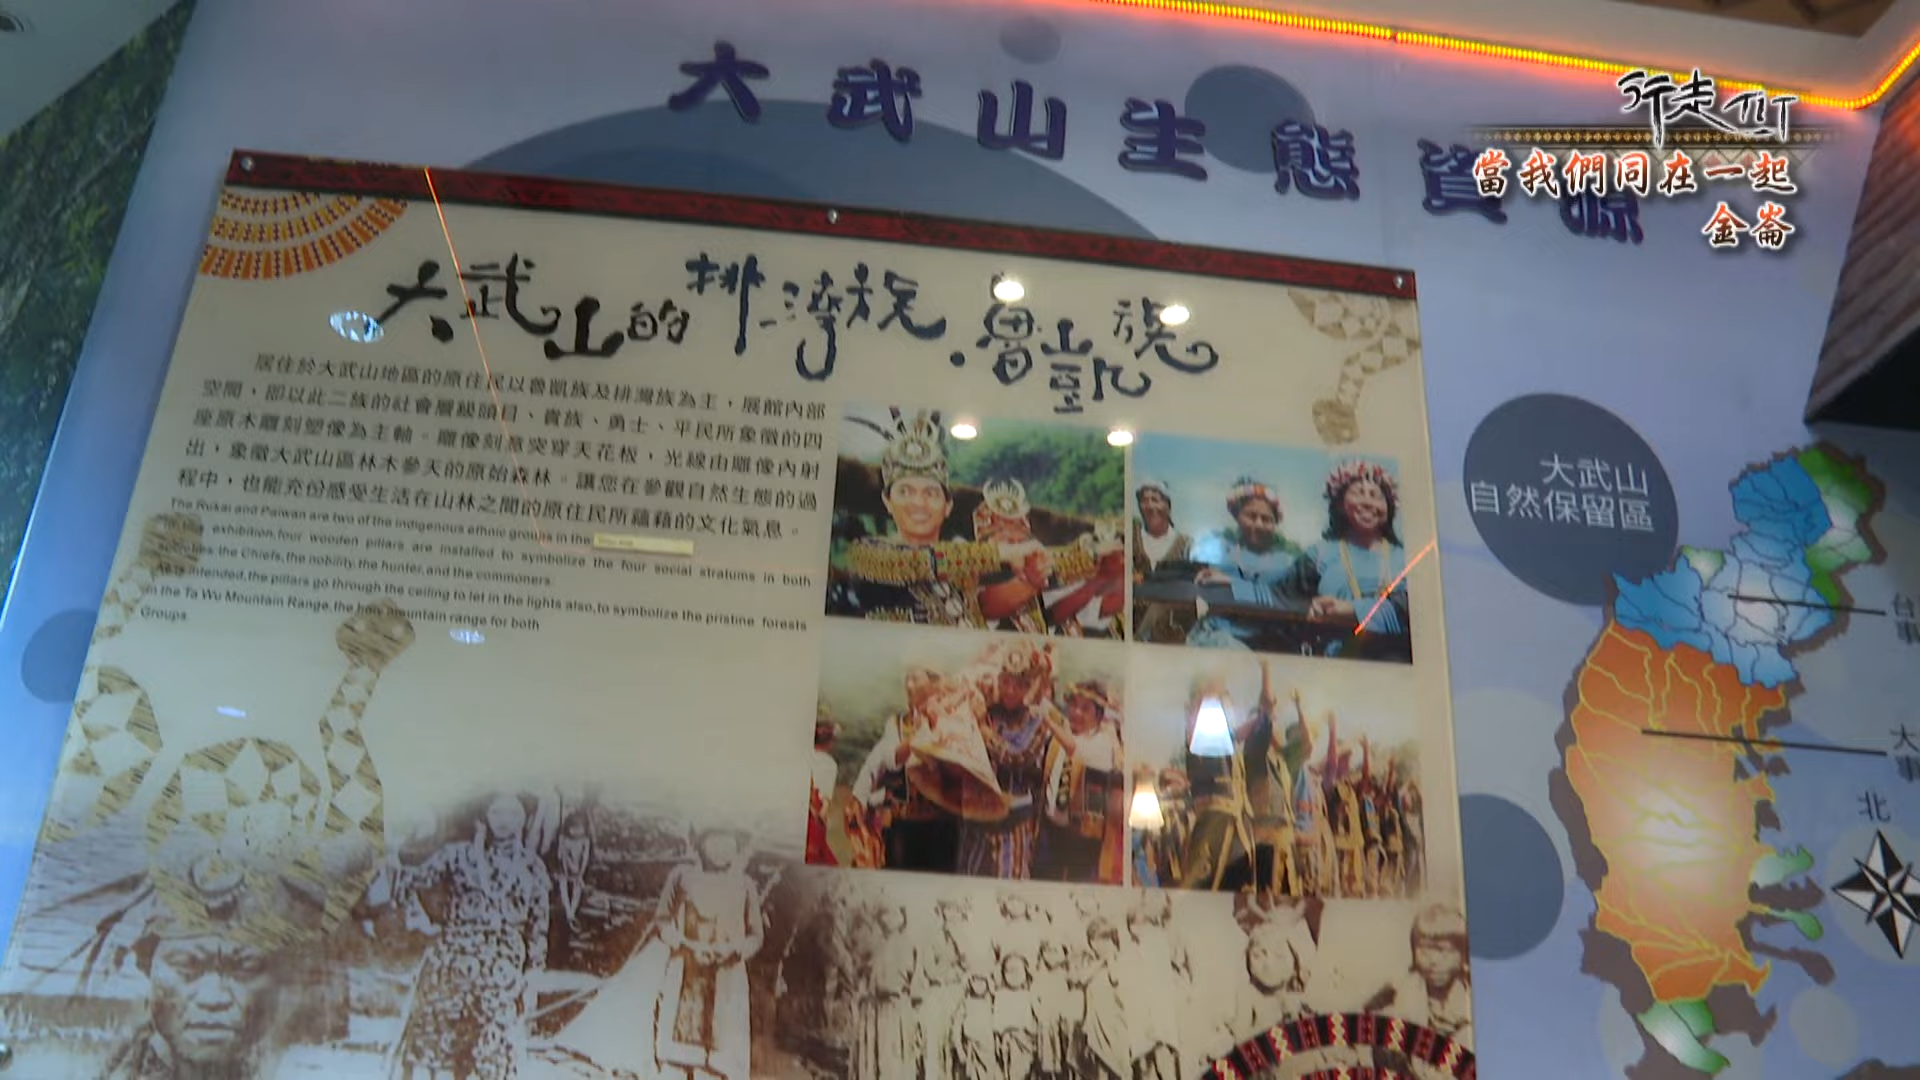 大武山生態資源
行走TIT
當我們同在一起
金崙
大武山的排灣族.魯凱族
居住於大武山地區的原住民以魯凱族及排灣族為主，展館內部
空間，即以此二族的社會層級頭目、貴族、勇士、平民所象徵的四
座原木雕刻塑像為主軸。雕像刻意突穿天花板，光線由雕像內射
出，象徵大武山區林木參天的原始森林。讓您在參觀自然生態的過
程中，也能充份感受生活在山林之間的原住民所蘊藉的文化氣息。
The Rukai and Paiwan are two of the indigenous ethnic groups in the
exhibition,four wooden pillars are installed to symbolize the four social stratums in both
societies the Chiefs,the nobility,the hunter,and the commoners.
As is intended,the pillars go through the ceiling to let in the lights also,to symbolize the pristine forests
in the Ta Wu Mountain Range,the holy mountain range for both
Groups.
大武山
自然保留區
台
大
北